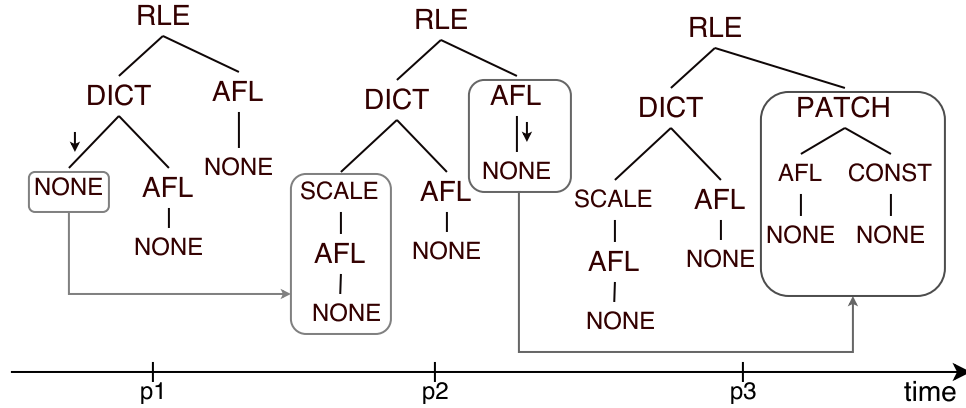 RLE
DICT
AFL
NONE
NONE
AFL
NONE
RLE
DICT
AFL
NONE
SCALE
AFL
AFL
NONE
NONE
RLE
DICT
PATCH
SCALE
AFL
AFL
CONST
AFL
NONE
NONE
NONE
NONE
p1
p2
p3
time